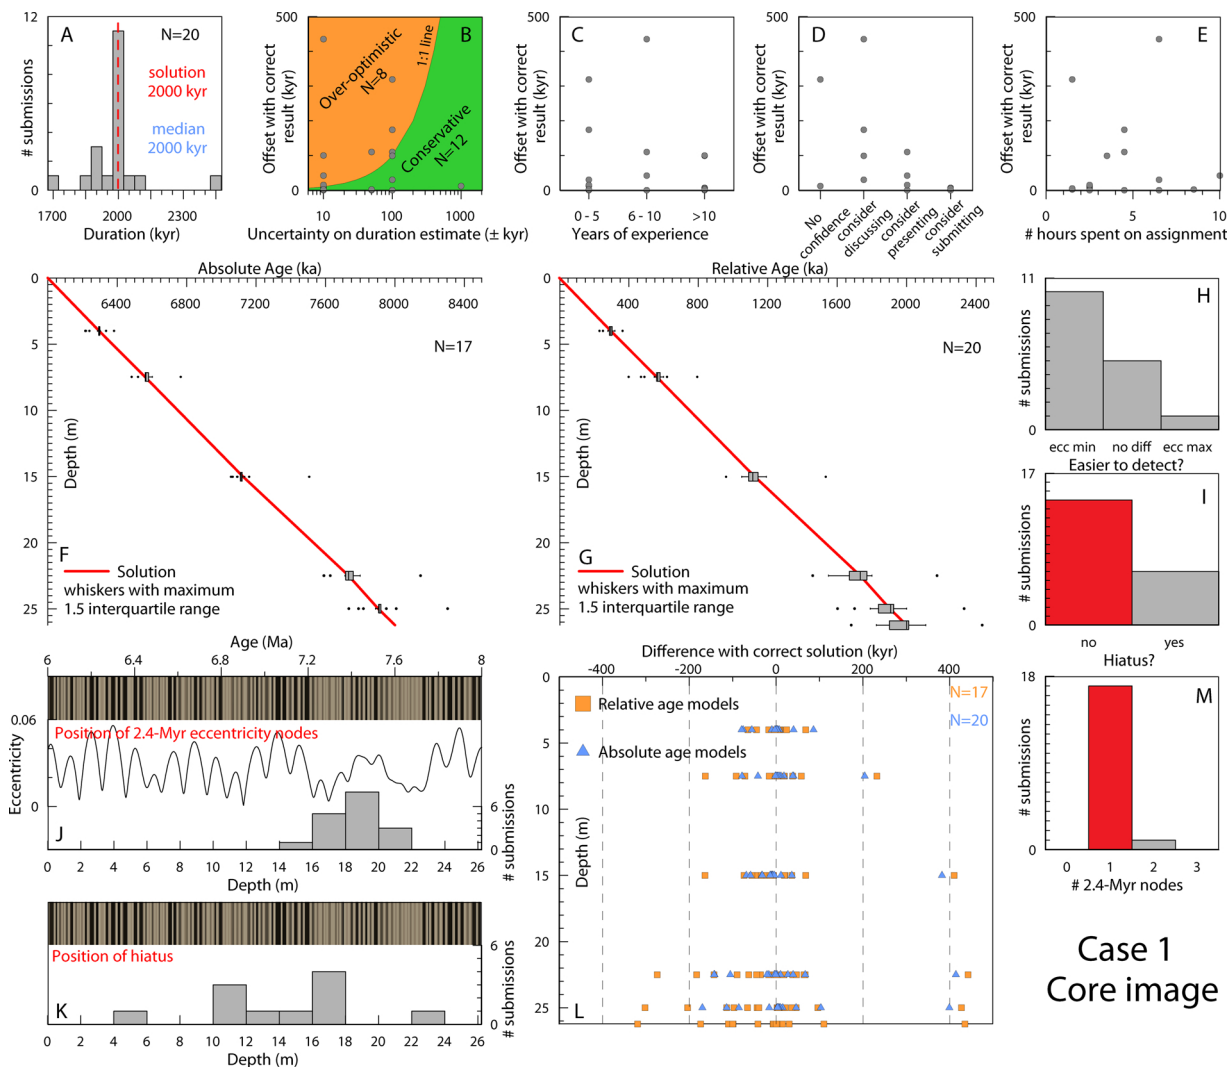 12
0
# submissions
A
N=20
solution
2000 kyr
median
2000 kyr
1700
2000
2300
Duration (kyr)
500
0
Offset with correct
result (kyr)
Over-optimistic
N=8
1:1 line
B
Conservative
N=12
10
100
1000
Uncertainty on duration estimate (± kyr)
500
0
Offset with correct
result (kyr)
C
0 - 5
6 - 10
>10
Years of experience
500
0
Offset with correct
result (kyr)
D
No
confidence
consider
discussing
consider
presenting
consider
submitting
500
0
Offset with correct
result (kyr)
E
0
5
10
# hours spent on assignment
Absolute Age (ka)
6400
6800
7200
7600
8000
8400
0
5
10
15
20
25
Depth (m)
N=17
F
Solution
whiskers with maximum
1.5 interquartile range
Relative Age (ka)
400
800
1200
1600
2000
2400
0
5
10
15
20
25
Depth (m)
N=20
G
Solution
whiskers with maximum
1.5 interquartile range
11
0
# submissions
H
ecc min
no diff
ecc max
Easier to detect?
17
0
# submissions
I
no
yes
Hiatus?
Age (Ma)
6
6.4
6.8
7.2
7.6
8
0.06
0
Eccentricity
Position of 2.4-Myr eccentricity nodes
J
6
0
# submissions
0
2
4
6
8
10
12
14
16
18
20
22
24
26
Depth (m)
Position of hiatus
K
6
0
# submissions
0
2
4
6
8
10
12
14
16
18
20
22
24
26
Depth (m)
Difference with correct solution (kyr)
-400
-200
0
200
400
0
5
10
15
20
25
Depth (m)
Relative age models
Absolute age models
N=17
N=20
L
18
0
# submissions
M
0
1
2
3
# 2.4-Myr nodes
Case 1
Core image